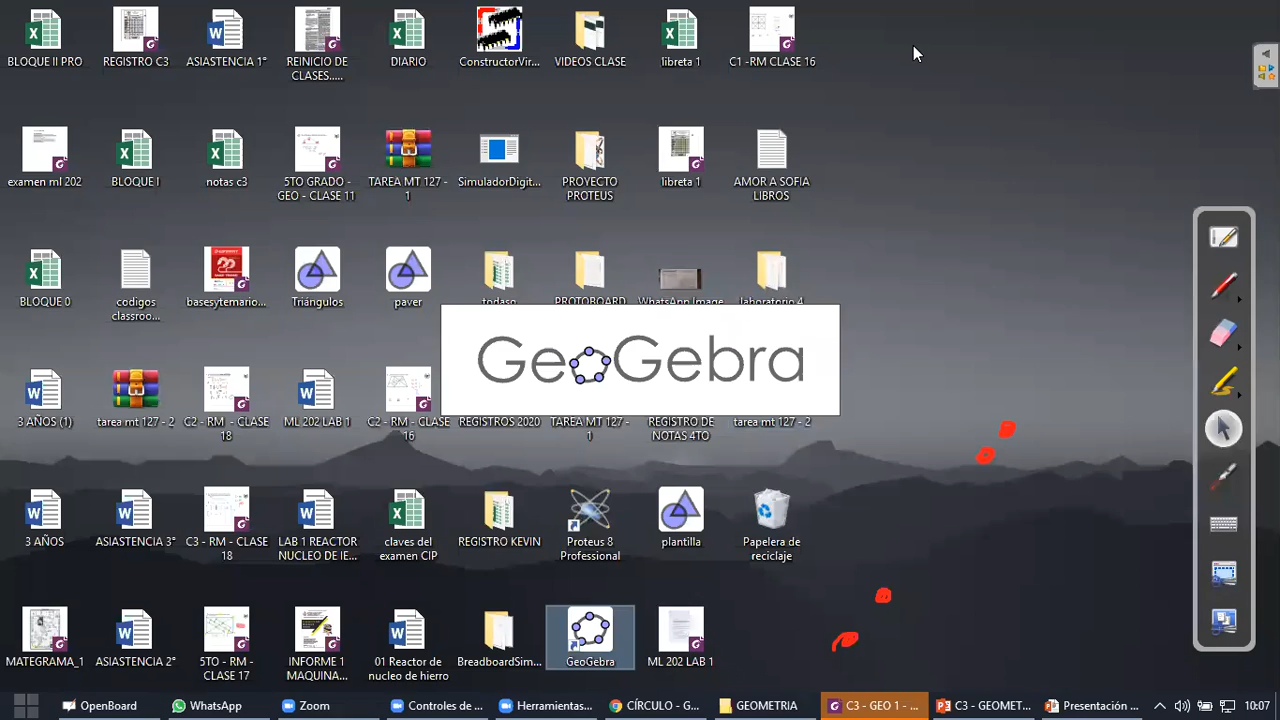 BLOQUE II PRO
REGISTRO C3
ASIASTENCIA 1°
REINICIO DE
CLASES.....
DIARIO
ConstructorVir...
VIDEOS CLASE
libreta 1
C1 -RM CLASE 16
examen ml 202
BLOQUE I
notas c3
5TO GRADO -
GEO - CLASE 11
TAREA MT 127 -
1
SimuladorDigit...
PROYECTO
PROTEUS
libreta 1
AMOR A SOFIA
LIBROS
BLOQUE 0
codigos
classroo...
basesytemario...
Triángulos
paver
PROTOBOARD
WhatsApp Image
laboratorio 4
GeoGebra
3 AÑOS (1)
tarea mt 127 - 2
C2 - RM - CLASE
18
ML 202 LAB 1
C2 - RM - CLASE
16
REGISTROS 2020
TAREA MT 127 -
1
REGISTRO DE
NOTAS 4TO
tarea mt 127 - 2
3 AÑOS
ASIASTENCIA 3°
C3 - RM - CLASE
18
LAB 1 REACTOR
NUCLEO DE IE...
claves del
examen CIP
REGISTRO KEVIN
Proteus 8
Professional
plantilla
Papelera de
reciclaje
MATEGRAMA_1
ASIASTENCIA 2°
5TO - RM -
CLASE 17
INFORME 1
MAQUINA...
01 Reactor de
nucleo de hierro
BreadboardSim...
GeoGebra
ML 202 LAB 1
OpenBoard
WhatsApp
Zoom
Controles de ...
Herramientas...
CÍRCULO - G...
GEOMETRIA
C3 - GEO 1 - ...
C3 - GEOMET...
Presentación ...
10:07